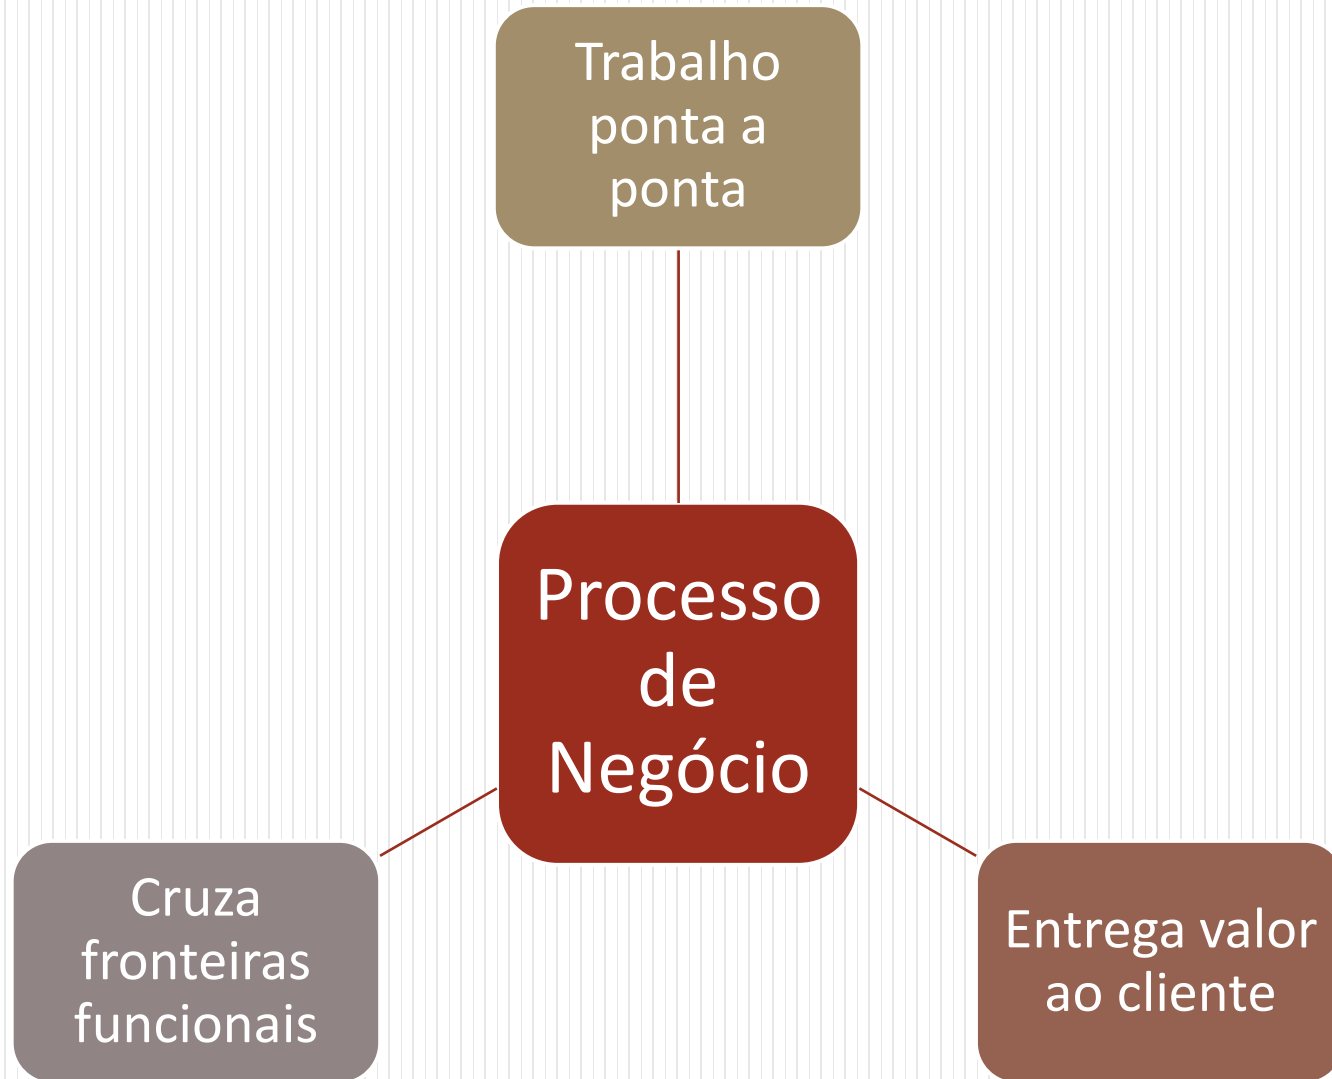 Trabalho
ponta a
ponta
Processo
de
Negócio
Cruza
fronteiras
funcionais
Entrega valor
ao cliente